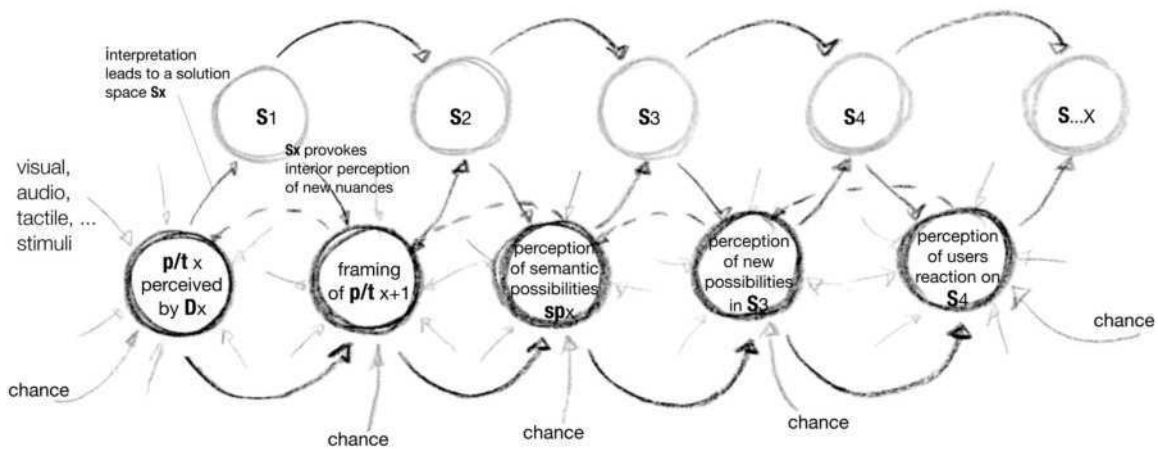 interpretation
leads to a solution
space Sx
S1
S2
S3
S4
S...X
Sx provokes
interior perception
of new nuances
visual,
audio,
tactile, ...
stimuli
p/t x
perceived
by Dx
framing
of p/t x+1
perception
of semantic
possibilities
spx
perception
of new
possibilities
in S3
perception
of users
reaction on
S4
chance
chance
chance
chance
chance